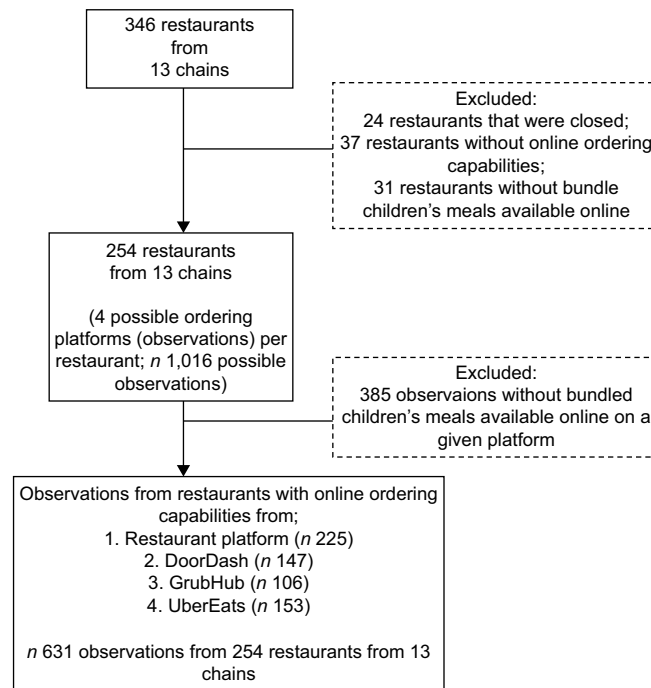 346 restaurants
from
13 chains
Excluded:
24 restaurants that were closed;
37 restaurants without online ordering
capabilities;
31 restaurants without bundle
children's meals available online
254 restaurants
from 13 chains
(4 possible ordering
platforms (observations) per
restaurant; n 1,016 possible
observations)
Excluded:
385 observaions without bundled
children's meals available online on a
given platform
Observations from restaurants with online ordering
capabilities from;
1. Restaurant platform (n 225)
2. DoorDash (n 147)
3. GrubHub (n 106)
4. UberEats (n 153)
n 631 observations from 254 restaurants from 13
chains